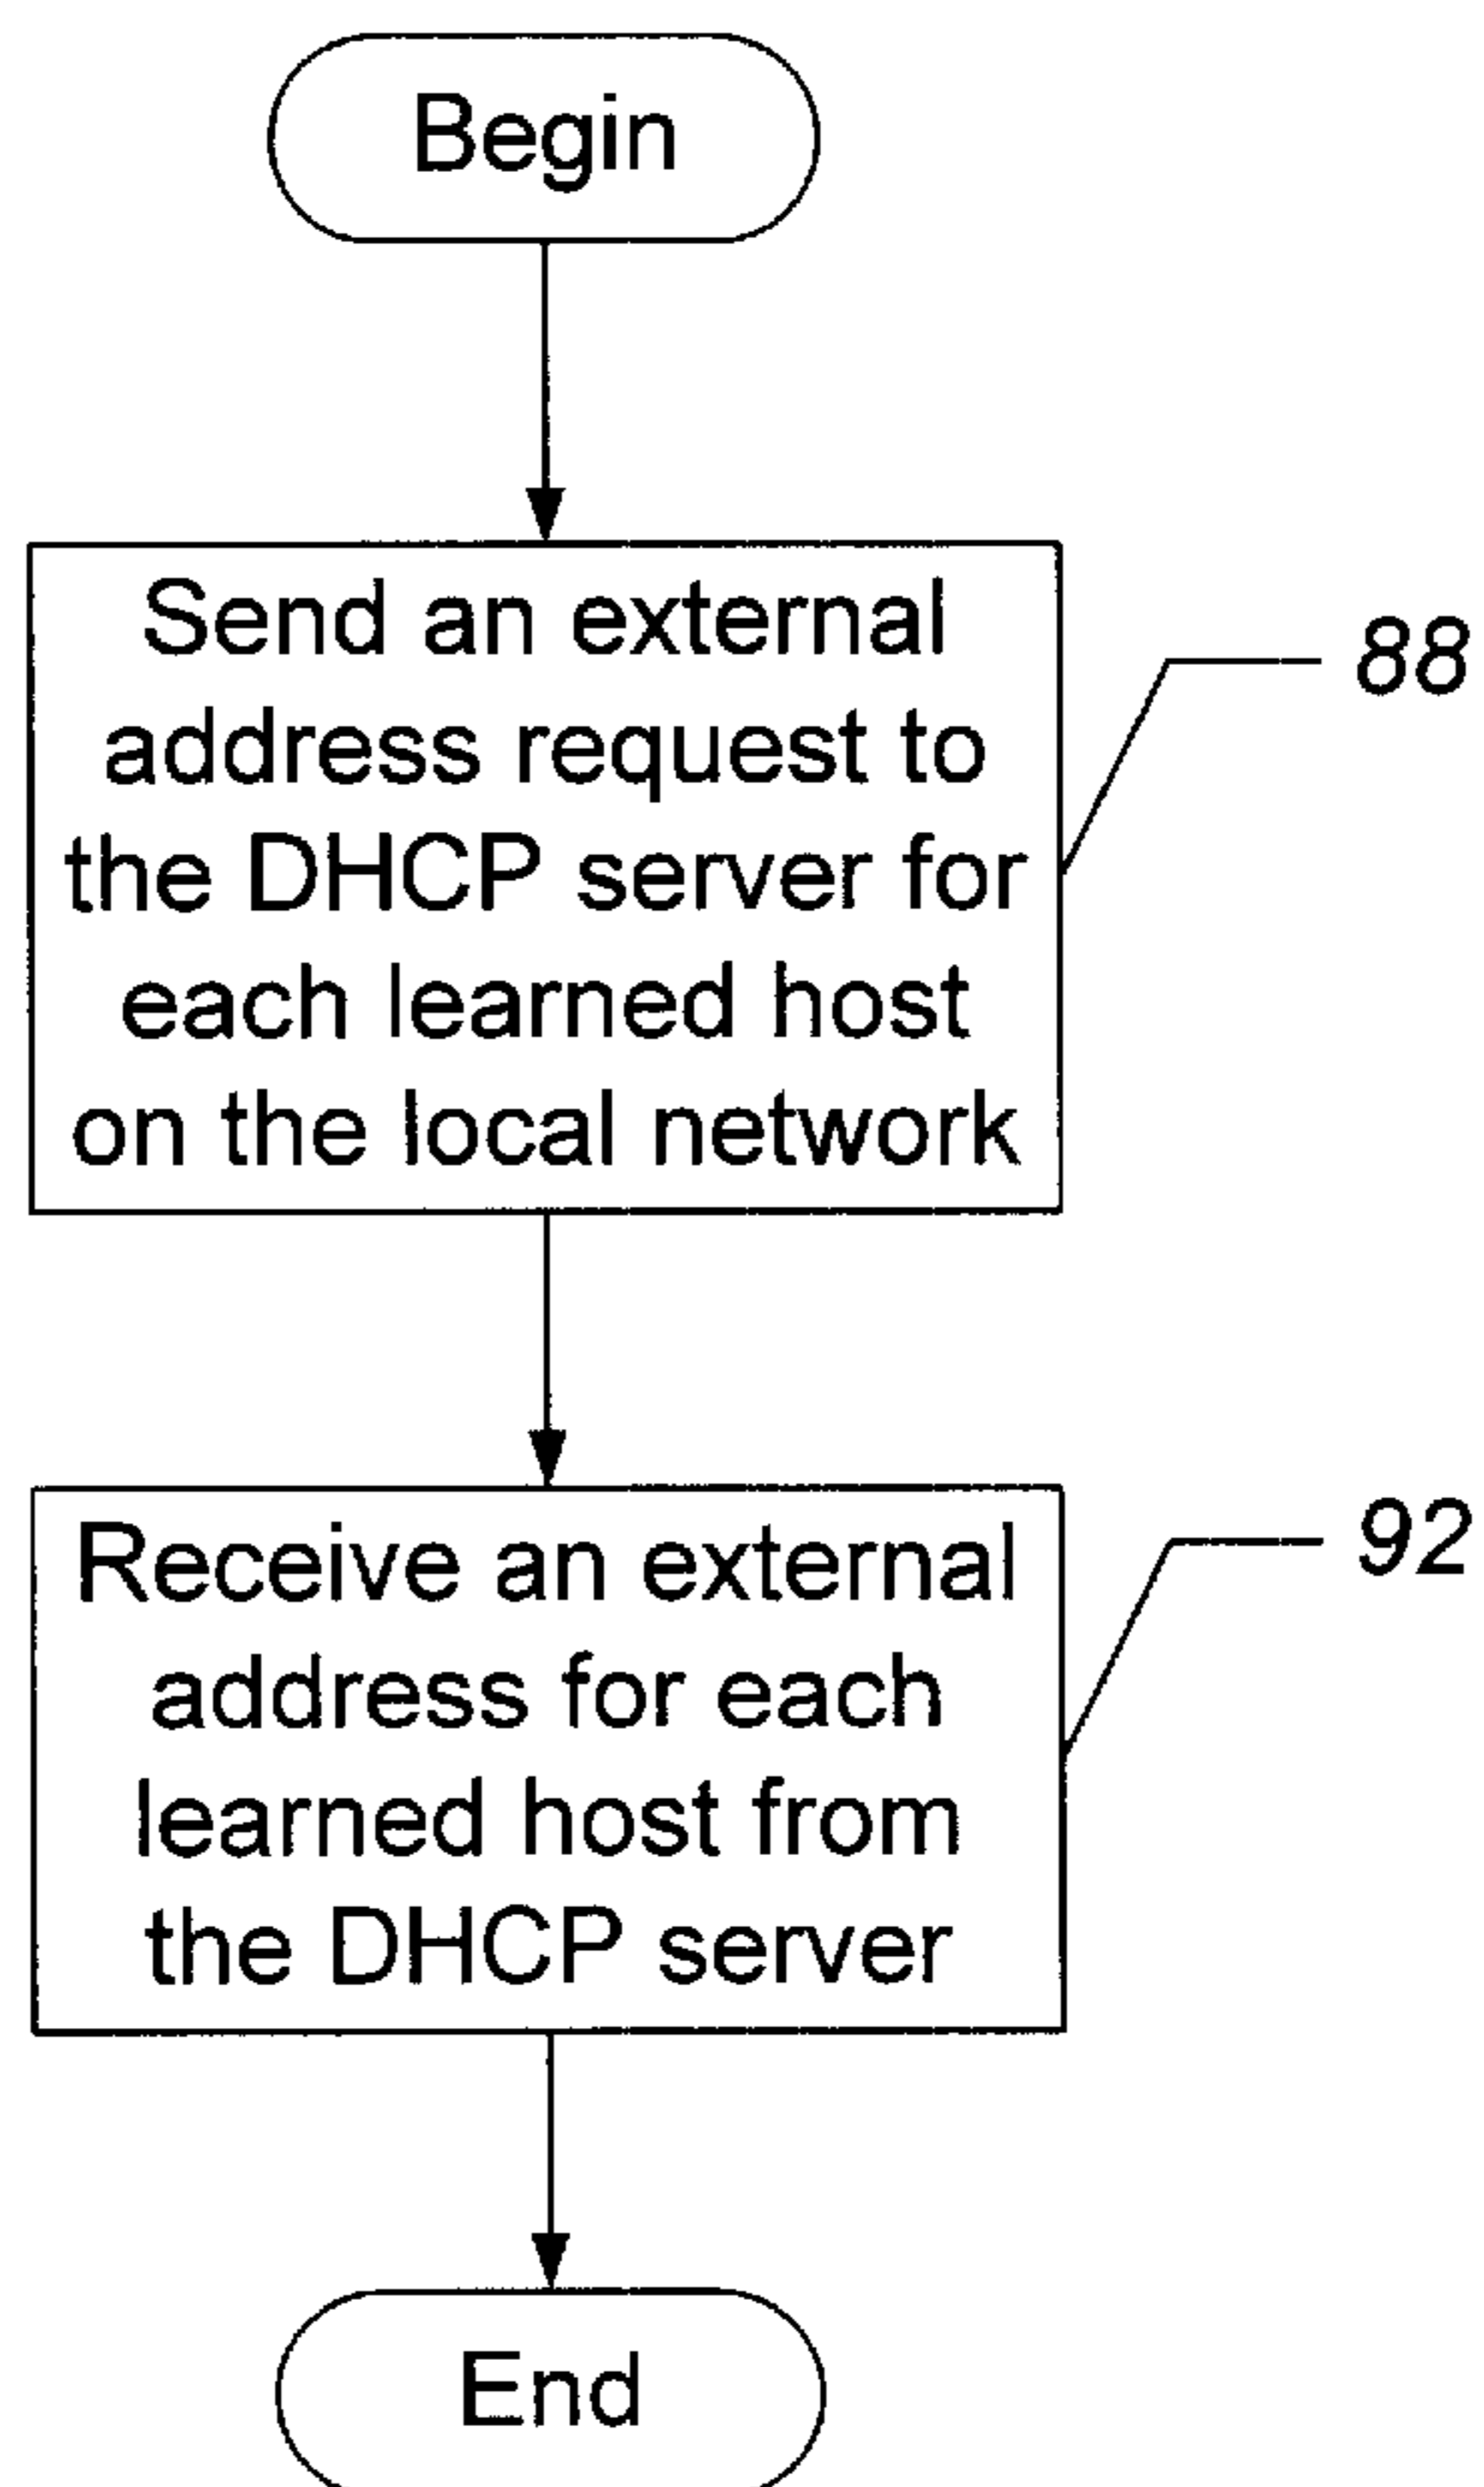 Begin
Send an external
address request to
the DHCP server for
each learned host
on the local network
88
Receive an external
address for each
learned host from
the DHCP server
92
End